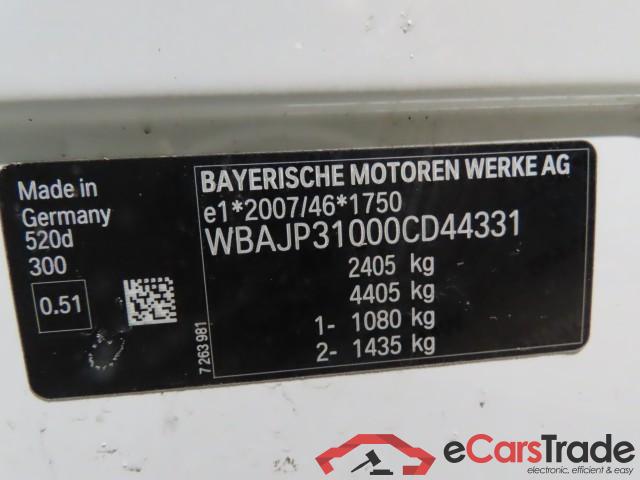 BAYERISCHE MOTOREN WERKE AG
e1*2007/46*1750
WBAJP31000CD44331
2405 kg
4405 kg
1- 1080 kg
2- 1435 kg
Made in
Germany
520d
300
0.51
7 263 981
eCarsTrade
electronic, efficient & easy